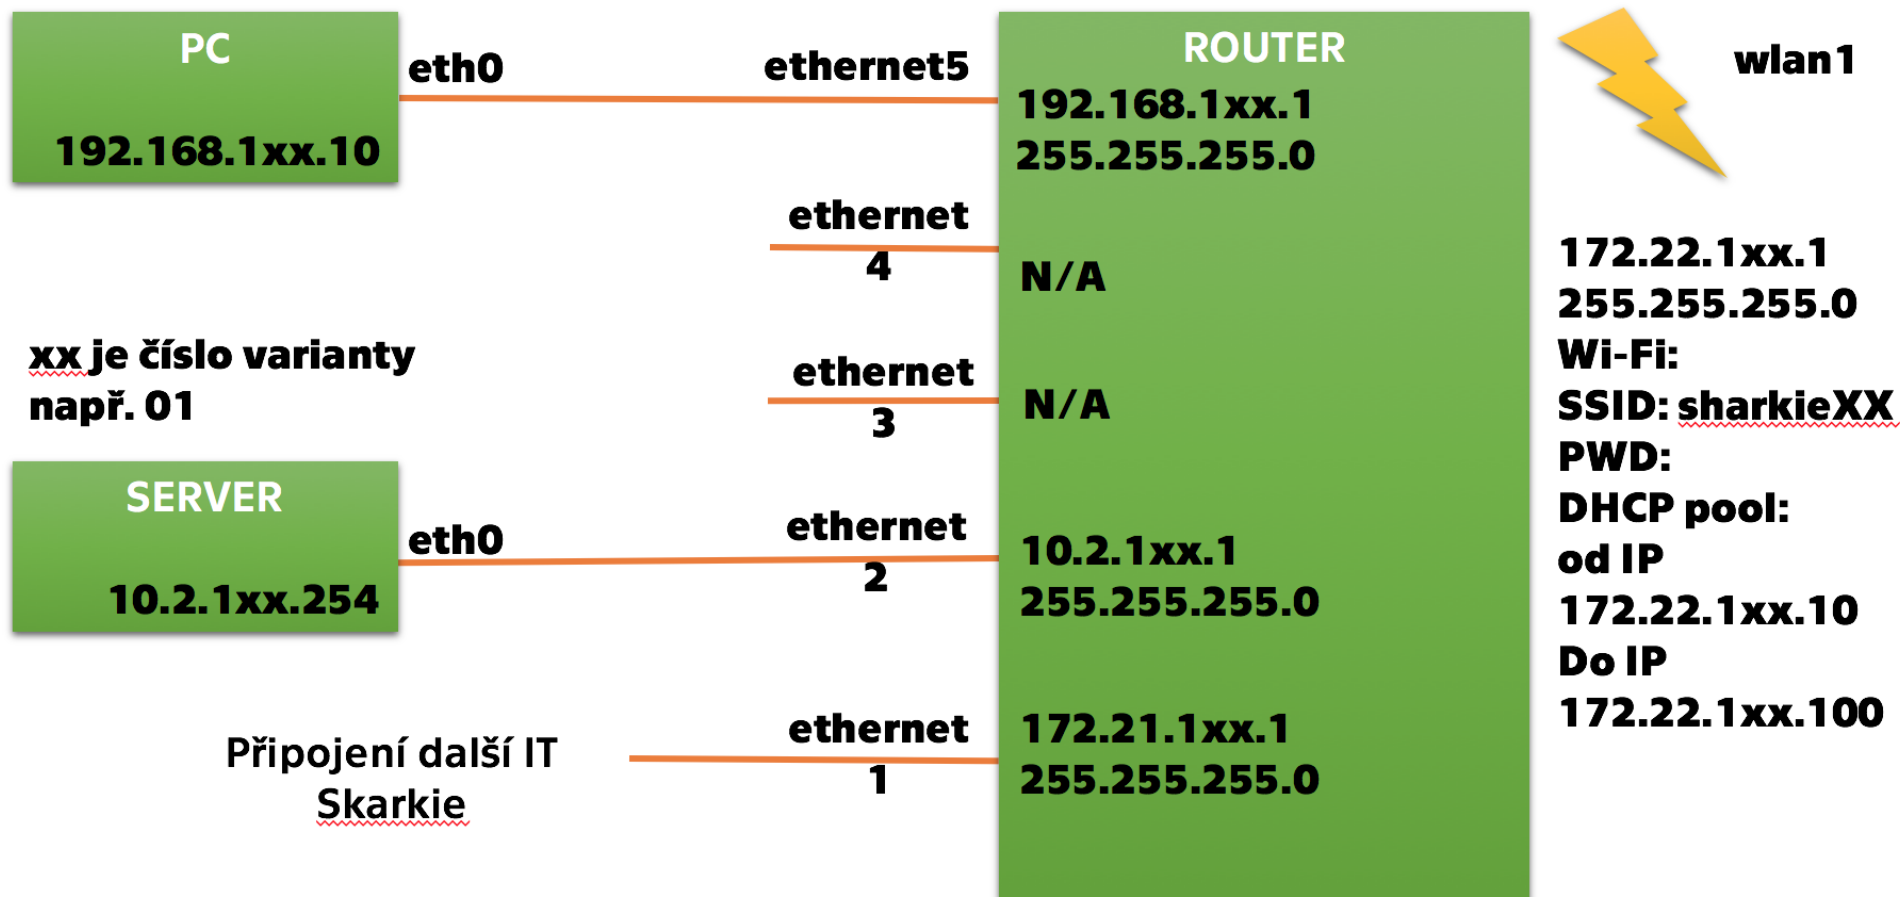 PC
eth0
192.168.1xx.10
ethernet5
ROUTER
192.168.1xx.1
255.255.255.0
ethernet
4
N/A
xx je číslo varianty
např. 01
ethernet
3
N/A
SERVER
eth0
10.2.1xx.254
ethernet
2
10.2.1xx.1
255.255.255.0
Připojení další IT
Skarkie
ethernet
1
172.21.1xx.1
255.255.255.0
wlan1
172.22.1xx.1
255.255.255.0
Wi-Fi:
SSID: sharkieXX
PWD:
DHCP pool:
od IP
172.22.1xx.10
Do IP
172.22.1xx.100